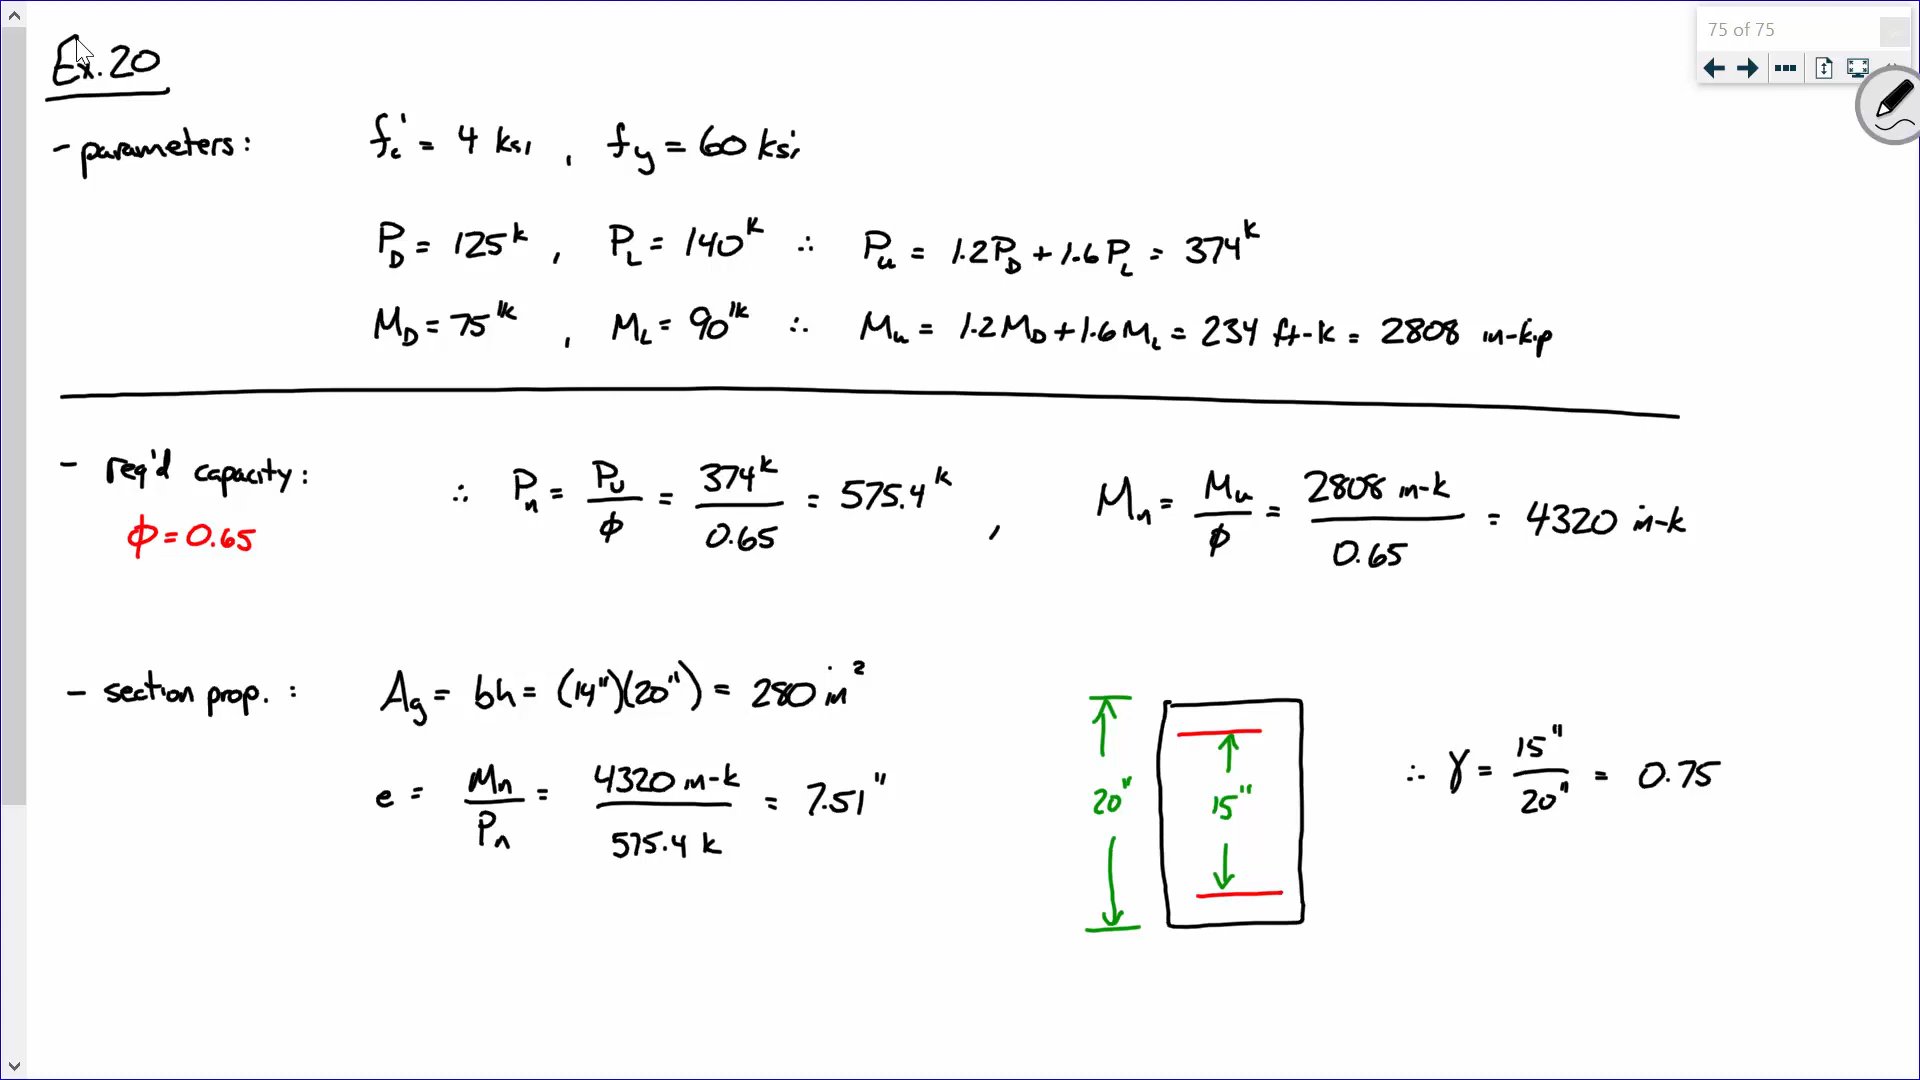 75 of 75
Ex. 20
- parameters: f'c = 4 ksi, fy = 60 ksi
PD = 125k, PL = 140k ∴ Pu = 1.2PD + 1.6PL = 374k
MD = 75'k, ML = 90'k ∴ Mu = 1.2MD + 1.6ML = 234 ft-k = 2808 in-kip
- req'd capacity: ∴ Pn = Pu/ϕ = 374k/0.65 = 575.4k, Mn = Mu/ϕ = 2808 in-k/0.65 = 4320 in-k
ϕ = 0.65
- section prop.: Ag = bh = (14")(20") = 280 in²
e = Mn/Pn = 4320 in-k/575.4 k = 7.51"
20" 15" ∴ γ = 15"/20" = 0.75